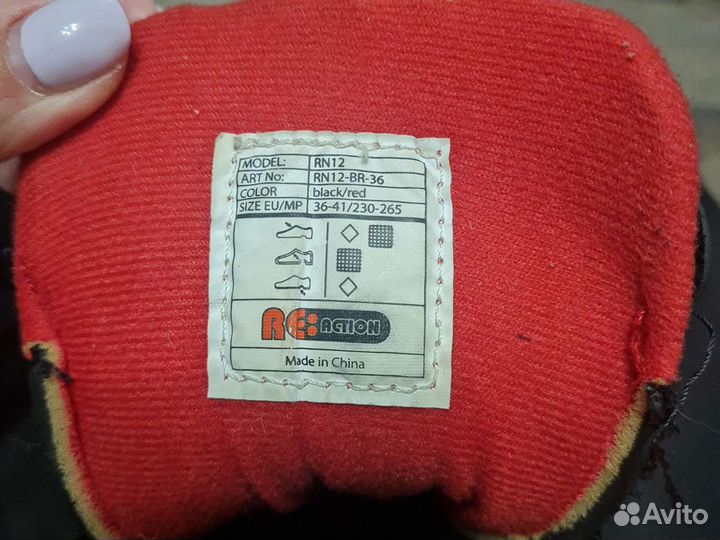 MODEL: RN12
ART No: RN12-BR-36
COLOR black/red
SIZE EU/MP 36-41/230-265
RE:ACTION
Made in China
Avito